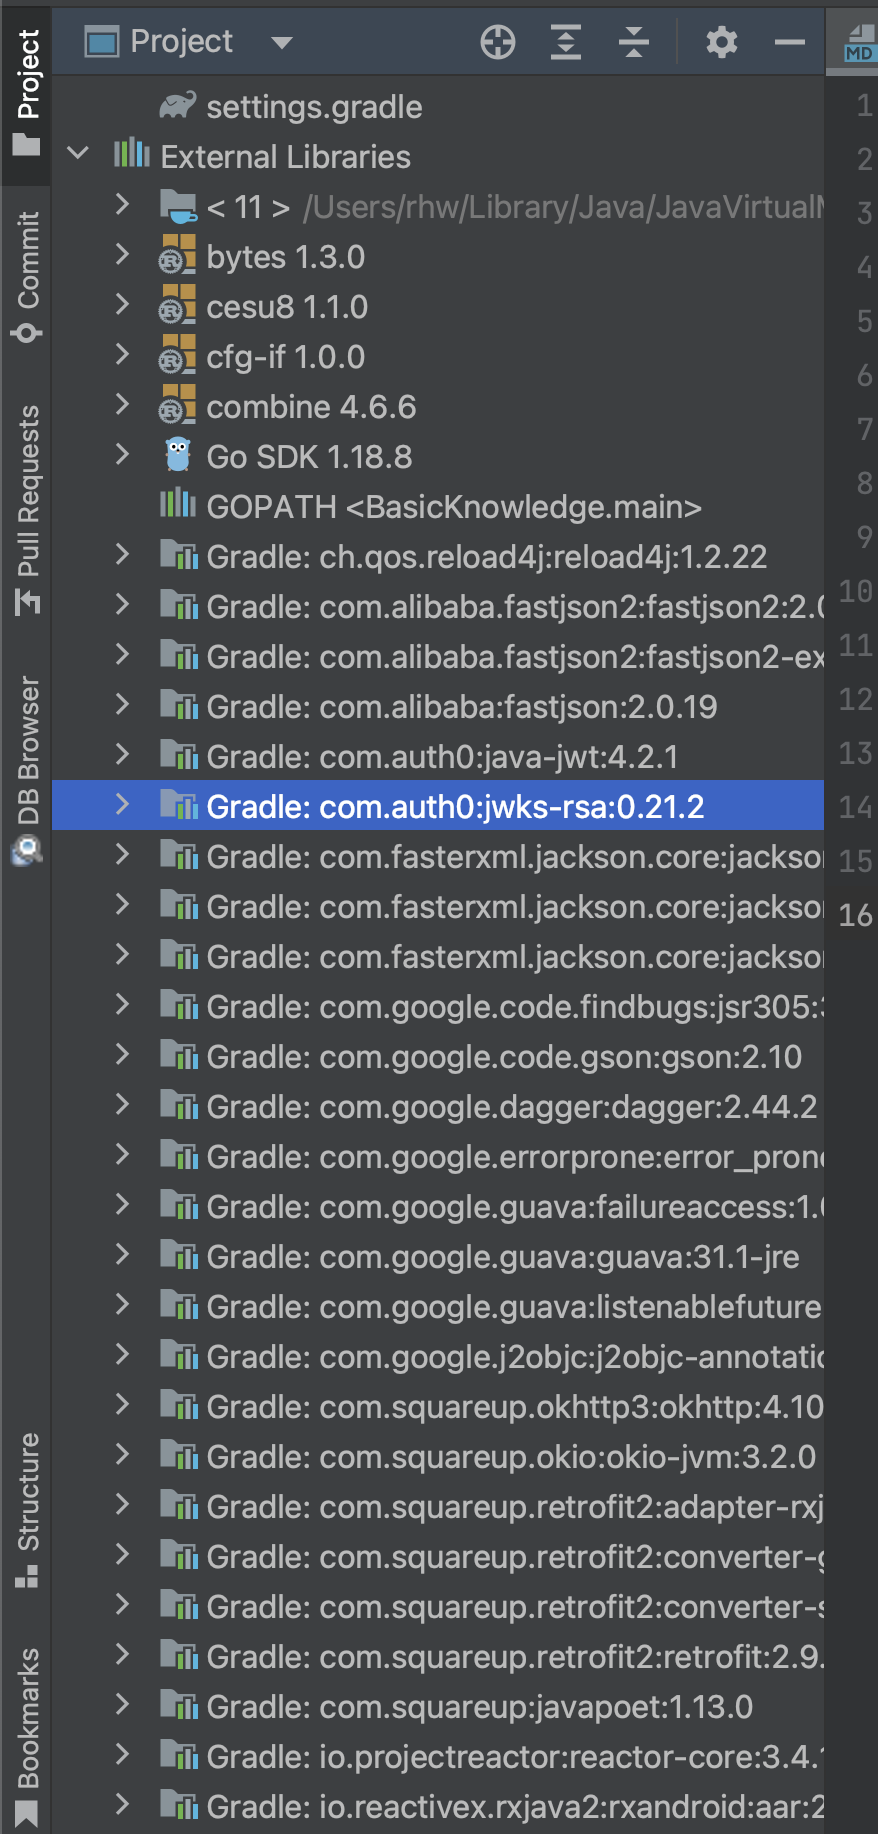 Project
Project
Commit
Pull Requests
DB Browser
Structure
Bookmarks
settings.gradle
External Libraries
< 11 > /Users/rhw/Library/Java/JavaVirtual
bytes 1.3.0
cesu8 1.1.0
cfg-if 1.0.0
combine 4.6.6
Go SDK 1.18.8
GOPATH <BasicKnowledge.main>
Gradle: ch.qos.reload4j:reload4j:1.2.22
Gradle: com.alibaba.fastjson2:fastjson2:2.0
Gradle: com.alibaba.fastjson2:fastjson2-ex
Gradle: com.alibaba:fastjson:2.0.19
Gradle: com.auth0:java-jwt:4.2.1
Gradle: com.auth0:jwks-rsa:0.21.2
Gradle: com.fasterxml.jackson.core:jackso
Gradle: com.fasterxml.jackson.core:jackso
Gradle: com.fasterxml.jackson.core:jackso
Gradle: com.google.code.findbugs:jsr305:3
Gradle: com.google.code.gson:gson:2.10
Gradle: com.google.dagger:dagger:2.44.2
Gradle: com.google.errorprone:error_prone
Gradle: com.google.guava:failureaccess:1.0
Gradle: com.google.guava:guava:31.1-jre
Gradle: com.google.guava:listenablefuture
Gradle: com.google.j2objc:j2objc-annotatio
Gradle: com.squareup.okhttp3:okhttp:4.10
Gradle: com.squareup.okio:okio-jvm:3.2.0
Gradle: com.squareup.retrofit2:adapter-rxj
Gradle: com.squareup.retrofit2:converter-g
Gradle: com.squareup.retrofit2:converter-s
Gradle: com.squareup.retrofit2:retrofit:2.9.
Gradle: com.squareup:javapoet:1.13.0
Gradle: io.projectreactor:reactor-core:3.4.1
Gradle: io.reactivex.rxjava2:rxandroid:aar:2
MD
1
2
3
4
5
6
7
8
9
10
11
12
13
14
15
16